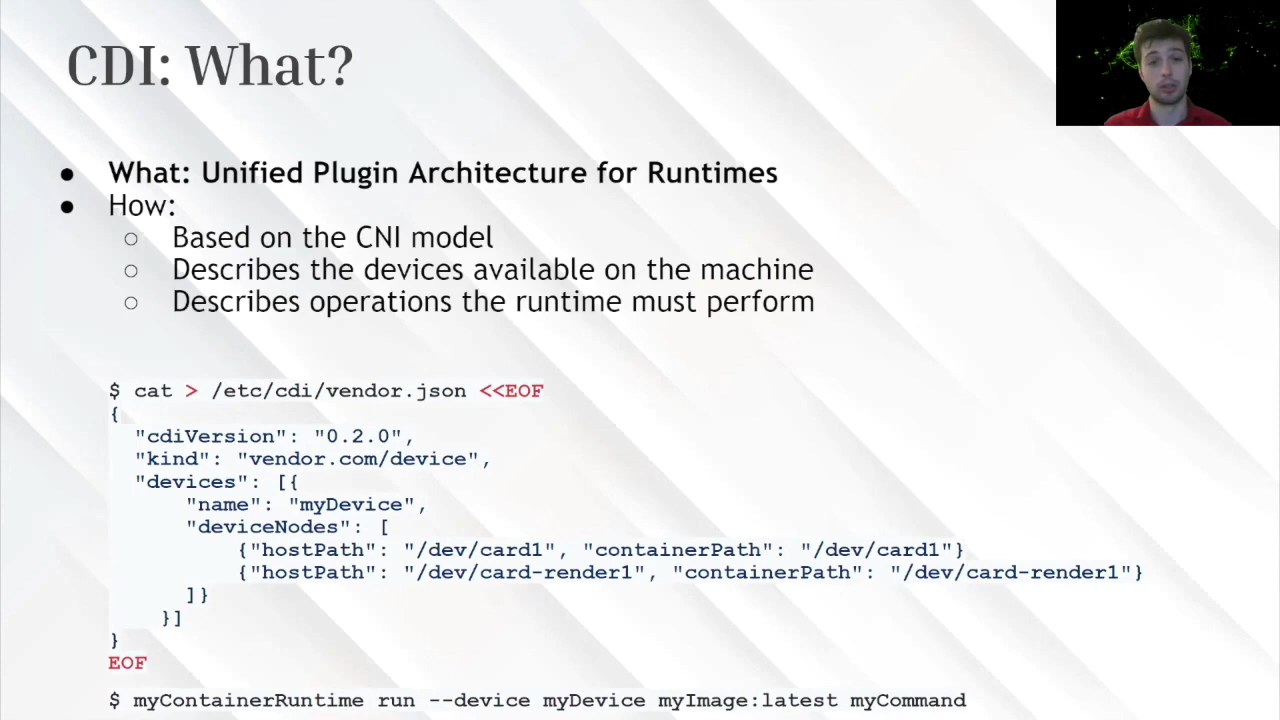 CDI: What?
● What: Unified Plugin Architecture for Runtimes
● How:
○ Based on the CNI model
○ Describes the devices available on the machine
○ Describes operations the runtime must perform
$ cat > /etc/cdi/vendor.json <<EOF
{
  "cdiVersion": "0.2.0",
  "kind": "vendor.com/device",
  "devices": [{
      "name": "myDevice",
      "deviceNodes": [
          {"hostPath": "/dev/card1", "containerPath": "/dev/card1"}
          {"hostPath": "/dev/card-render1", "containerPath": "/dev/card-render1"}
      ]}
    }]
}
EOF
$ myContainerRuntime run --device myDevice myImage:latest myCommand